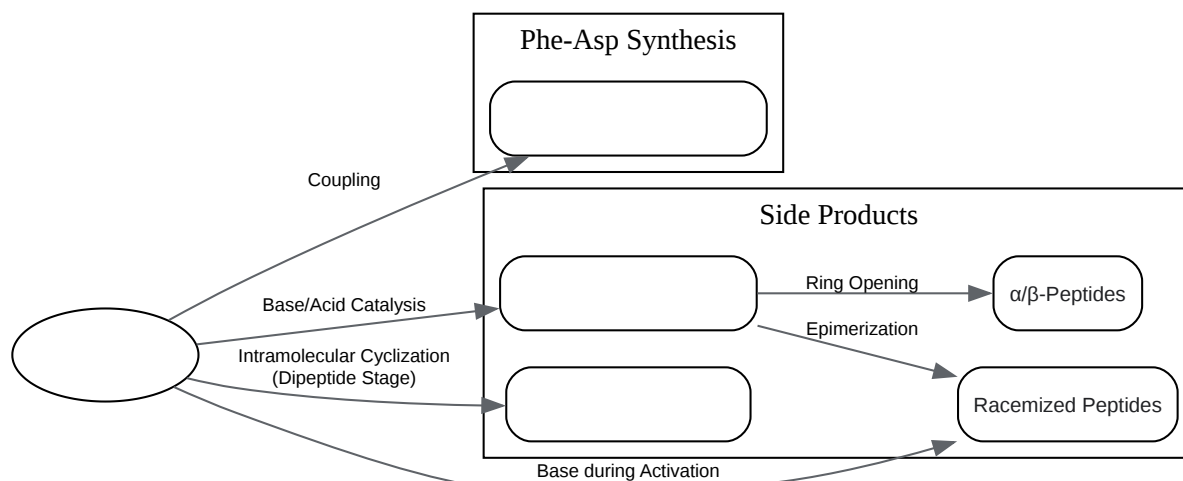 Phe-Asp Synthesis
Coupling
Side Products
Base/Acid Catalysis
Ring Opening
α/β-Peptides
Epimerization
Intramolecular Cyclization
(Dipeptide Stage)
Racemized Peptides
Base during Activation